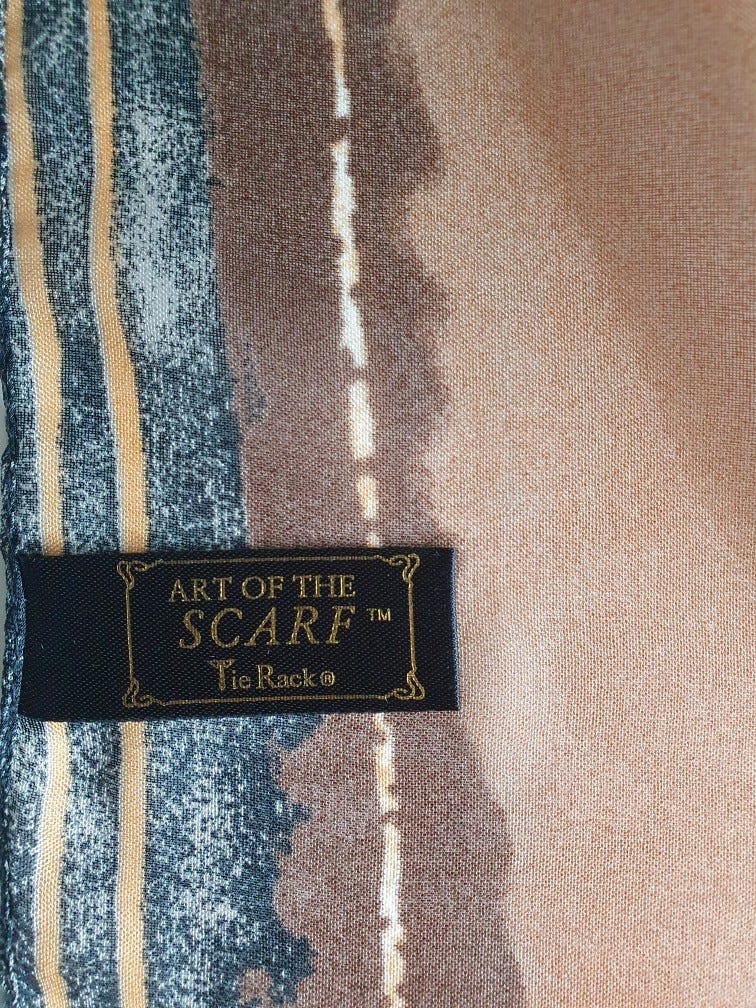 ART OF THE
SCARF™
Tie Rack®